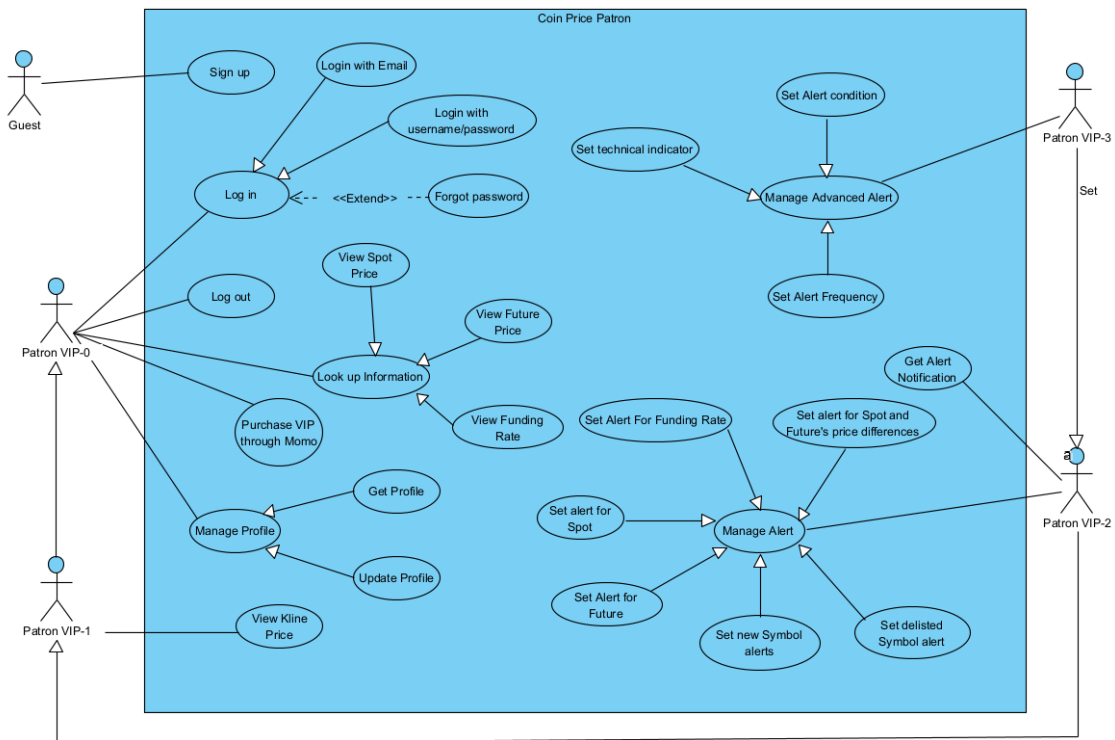 Coin Price Patron
Guest
Sign up
Login with Email
Login with
username/password
Log in
<<Extend>>
Forgot password
Set Alert condition
Set technical indicator
Manage Advanced Alert
Set Alert Frequency
Patron VIP-3
Set
View Spot
Price
Log out
View Future
Price
Patron VIP-0
Look up Information
View Funding
Rate
Purchase VIP
through Momo
Get Alert
Notification
Set Alert For Funding Rate
Set alert for Spot and
Future's price differences
a
Get Profile
Manage Profile
Update Profile
Set alert for
Spot
Manage Alert
Patron VIP-2
Set Alert for
Future
Set new Symbol
alerts
Set delisted
Symbol alert
Patron VIP-1
View Kline
Price